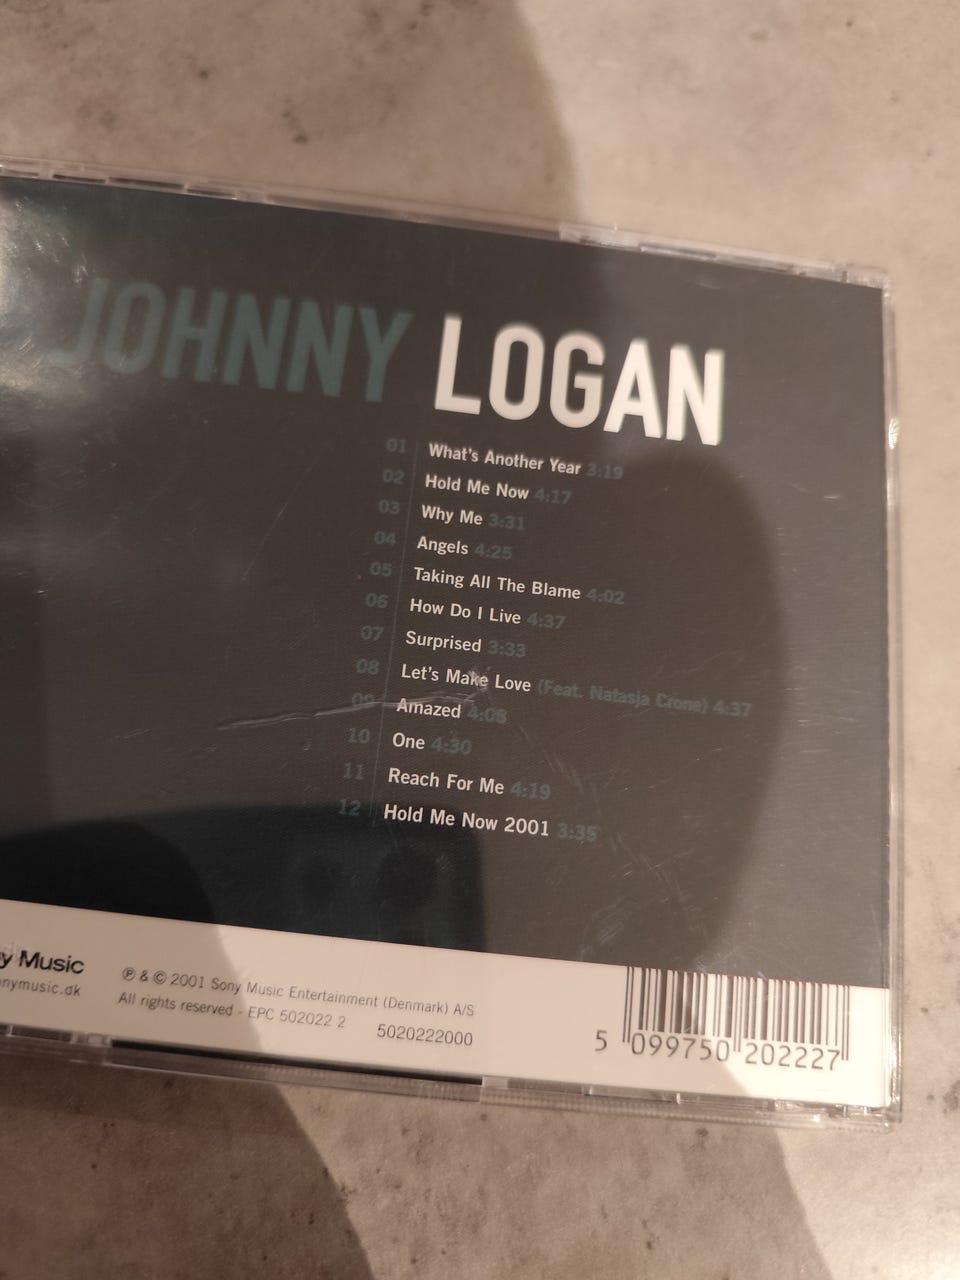 JOHNNY LOGAN
01 What's Another Year 3:19
02 Hold Me Now 4:17
03 Why Me 3:31
04 Angels 4:25
05 Taking All The Blame 4:02
06 How Do I Live 4:37
07 Surprised 3:33
08 Let's Make Love (Feat. Natasja Crone) 4:37
09 Amazed 4:08
10 One 4:30
11 Reach For Me 4:19
12 Hold Me Now 2001 3:35
y Music
nymusic.dk
℗ & © 2001 Sony Music Entertainment (Denmark) A/S
All rights reserved - EPC 502022 2
5020222000
5 099750 202227